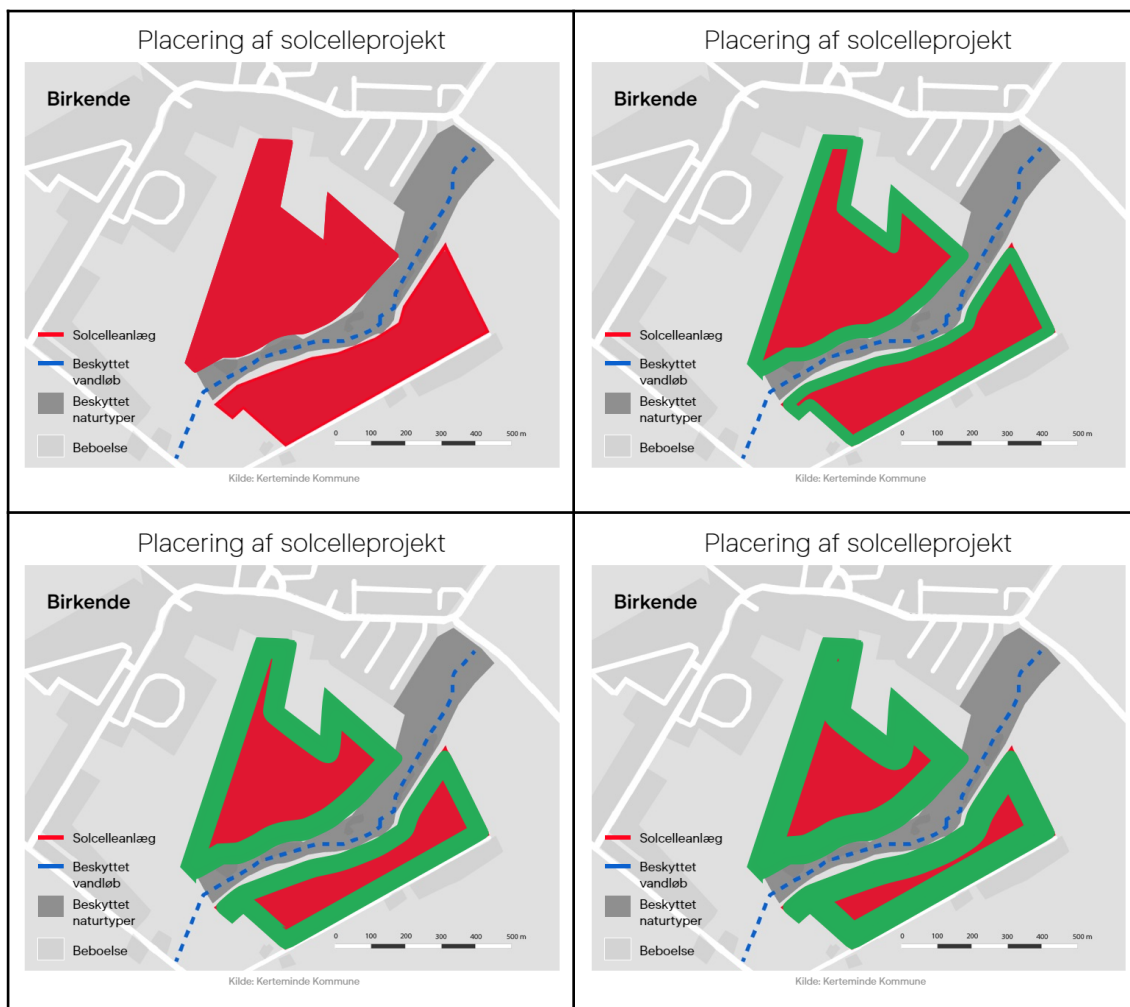 Placering af solcelleprojekt
Birkende
Solcelleanlæg
Beskyttet
vandløb
Beskyttet
naturtyper
Beboelse
0 100 200 300 400 500 m
Kilde: Kerteminde Kommune
Placering af solcelleprojekt
Birkende
Solcelleanlæg
Beskyttet
vandløb
Beskyttet
naturtyper
Beboelse
0 100 200 300 400 500 m
Kilde: Kerteminde Kommune
Placering af solcelleprojekt
Birkende
Solcelleanlæg
Beskyttet
vandløb
Beskyttet
naturtyper
Beboelse
0 100 200 300 400 500 m
Kilde: Kerteminde Kommune
Placering af solcelleprojekt
Birkende
Solcelleanlæg
Beskyttet
vandløb
Beskyttet
naturtyper
Beboelse
0 100 200 300 400 500 m
Kilde: Kerteminde Kommune